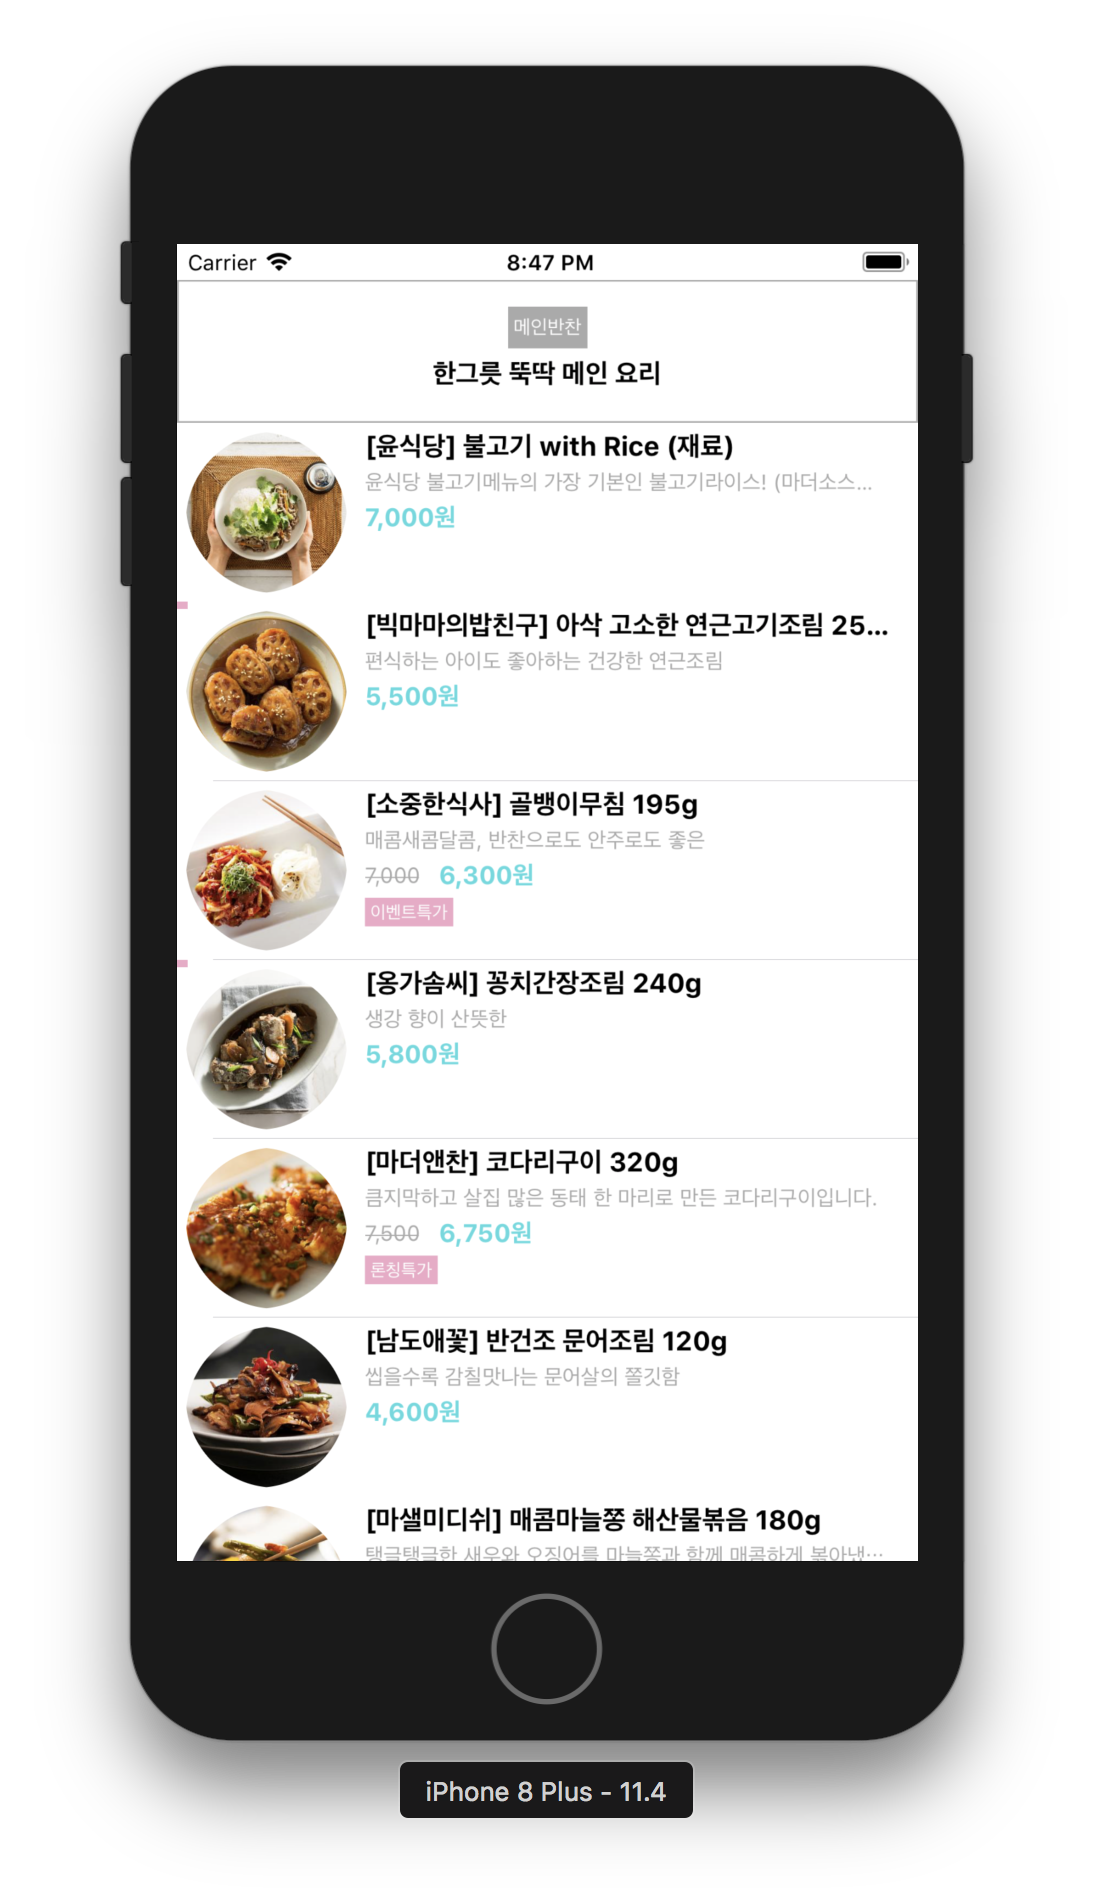 Carrier 8:47 PM
메인반찬
한그릇 뚝딱 메인 요리
[윤식당] 불고기 with Rice (재료)
윤식당 불고기메뉴의 가장 기본인 불고기라이스! (마더소스...
7,000원
[빅마마의밥친구] 아삭 고소한 연근고기조림 25...
편식하는 아이도 좋아하는 건강한 연근조림
5,500원
[소중한식사] 골뱅이무침 195g
매콤새콤달콤, 반찬으로도 안주로도 좋은
7,000 6,300원
이벤트특가
[옹가솜씨] 꽁치간장조림 240g
생강 향이 산뜻한
5,800원
[마더앤찬] 코다리구이 320g
큼지막하고 살집 많은 동태 한 마리로 만든 코다리구이입니다.
7,500 6,750원
론칭특가
[남도애꽃] 반건조 문어조림 120g
씹을수록 감칠맛나는 문어살의 쫄깃함
4,600원
[마샐미디쉬] 매콤마늘쫑 해산물볶음 180g
탱글탱글한 새우와 오징어를 마늘쫑과 함께 매콤하게 볶아냈...
iPhone 8 Plus - 11.4